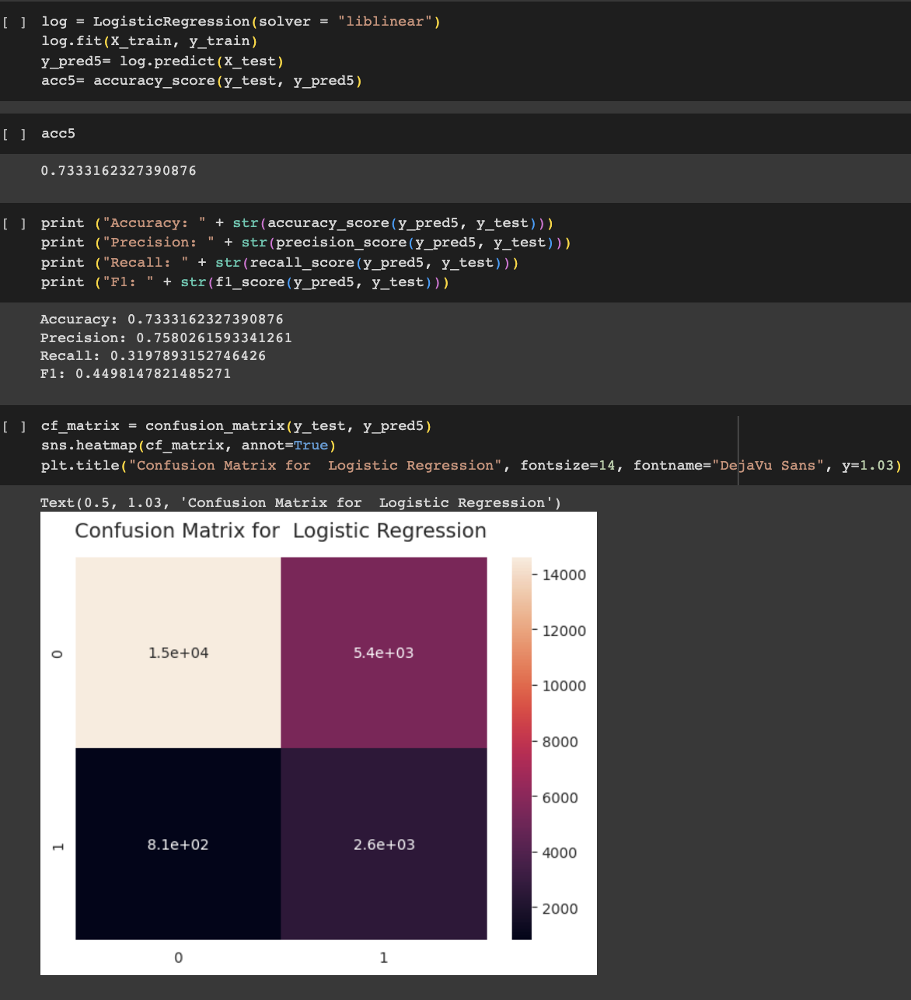 [ ] log = LogisticRegression(solver = "liblinear")
log.fit(X_train, y_train)
y_pred5= log.predict(X_test)
acc5= accuracy_score(y_test, y_pred5)
[ ] acc5
0.7333162327390876
[ ] print ("Accuracy: " + str(accuracy_score(y_pred5, y_test)))
print ("Precision: " + str(precision_score(y_pred5, y_test)))
print ("Recall: " + str(recall_score(y_pred5, y_test)))
print ("F1: " + str(f1_score(y_pred5, y_test)))
Accuracy: 0.7333162327390876
Precision: 0.7580261593341261
Recall: 0.3197893152746426
F1: 0.4498147821485271
[ ] cf_matrix = confusion_matrix(y_test, y_pred5)
sns.heatmap(cf_matrix, annot=True)
plt.title("Confusion Matrix for  Logistic Regression", fontsize=14, fontname="DejaVu Sans", y=1.03)
Text(0.5, 1.03, 'Confusion Matrix for  Logistic Regression')
Confusion Matrix for  Logistic Regression
14000
12000
10000
8000
6000
4000
2000
0
1.5e+04 5.4e+03
1
8.1e+02 2.6e+03
0 1